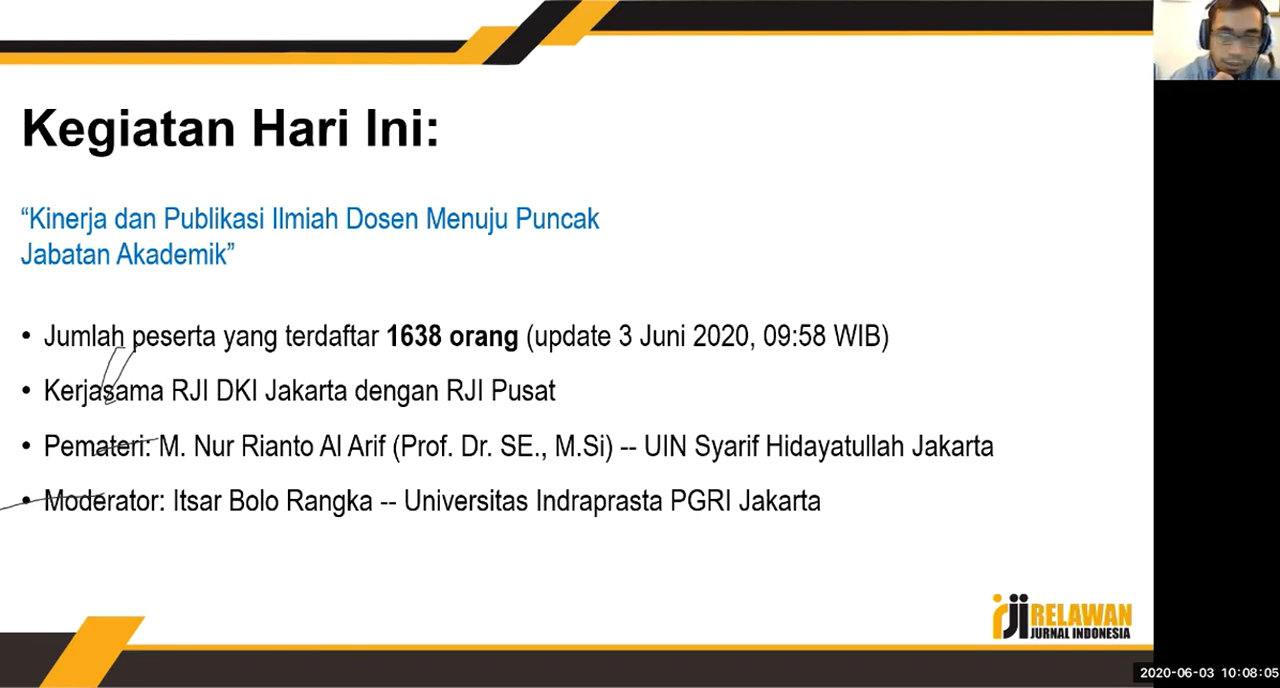 Kegiatan Hari Ini:
“Kinerja dan Publikasi Ilmiah Dosen Menuju Puncak
Jabatan Akademik”
• Jumlah peserta yang terdaftar 1638 orang (update 3 Juni 2020, 09:58 WIB)
• Kerjasama RJI DKI Jakarta dengan RJI Pusat
• Pemateri: M. Nur Rianto Al Arif (Prof. Dr. SE., M.Si) -- UIN Syarif Hidayatullah Jakarta
• Moderator: Itsar Bolo Rangka -- Universitas Indraprasta PGRI Jakarta
rji RELAWAN
JURNAL INDONESIA
2020-06-03 10:08:05